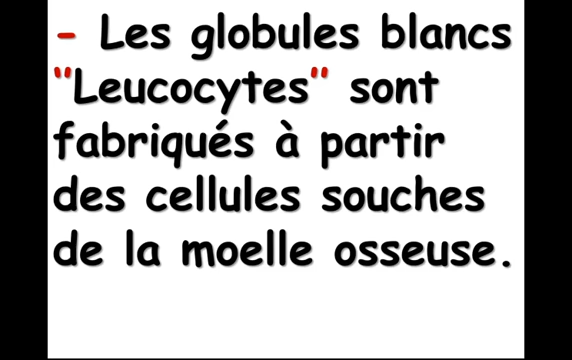 - Les globules blancs
"Leucocytes" sont
fabriqués à partir
des cellules souches
de la moelle osseuse.